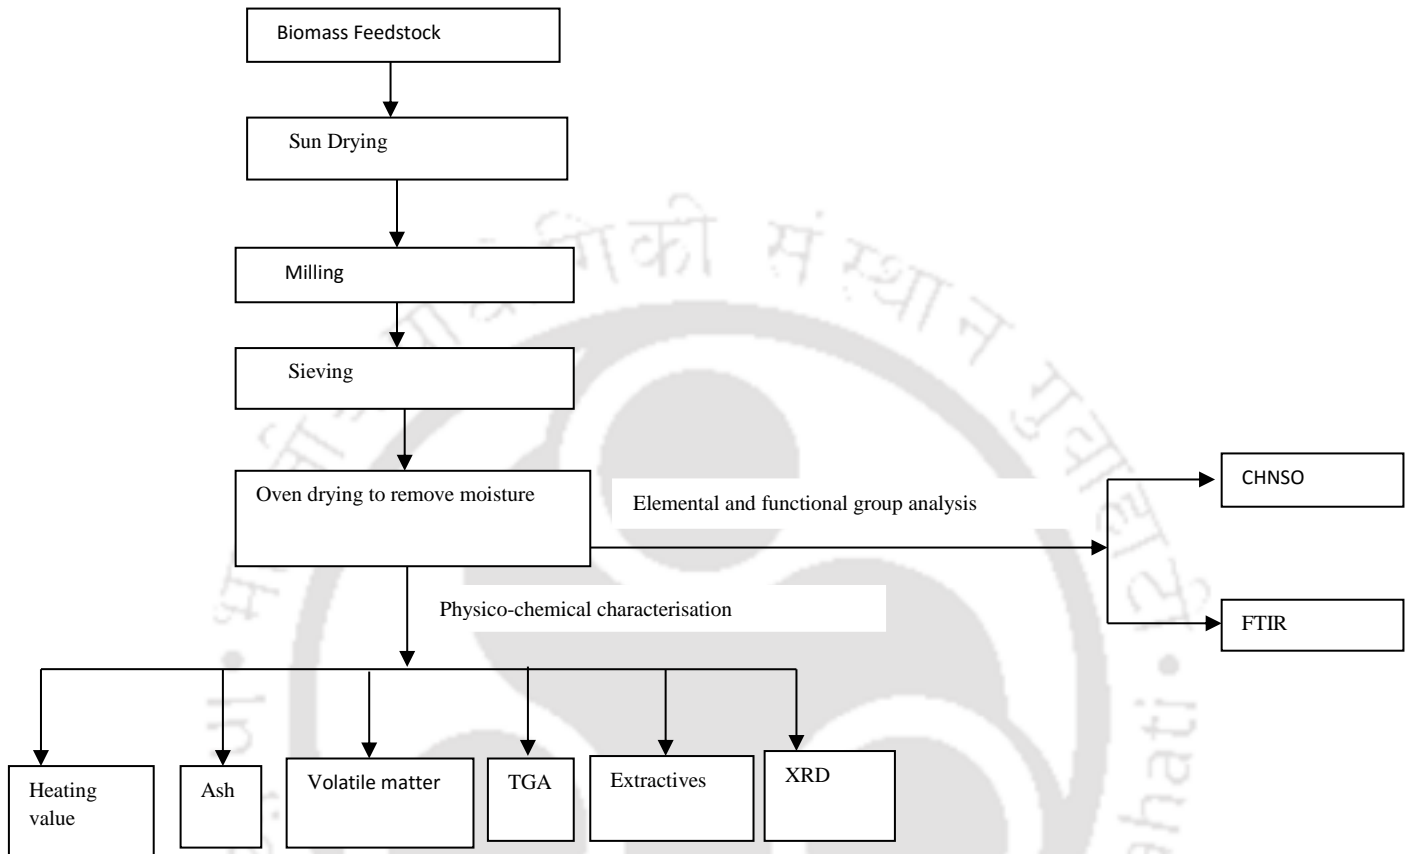 Biomass Feedstock
Sun Drying
Milling
Sieving
Oven drying to remove moisture
Elemental and functional group analysis
CHNSO
FTIR
Physico-chemical characterisation
Heating
value
Ash
Volatile matter
TGA
Extractives
XRD
संस्थान गुवाहाटी